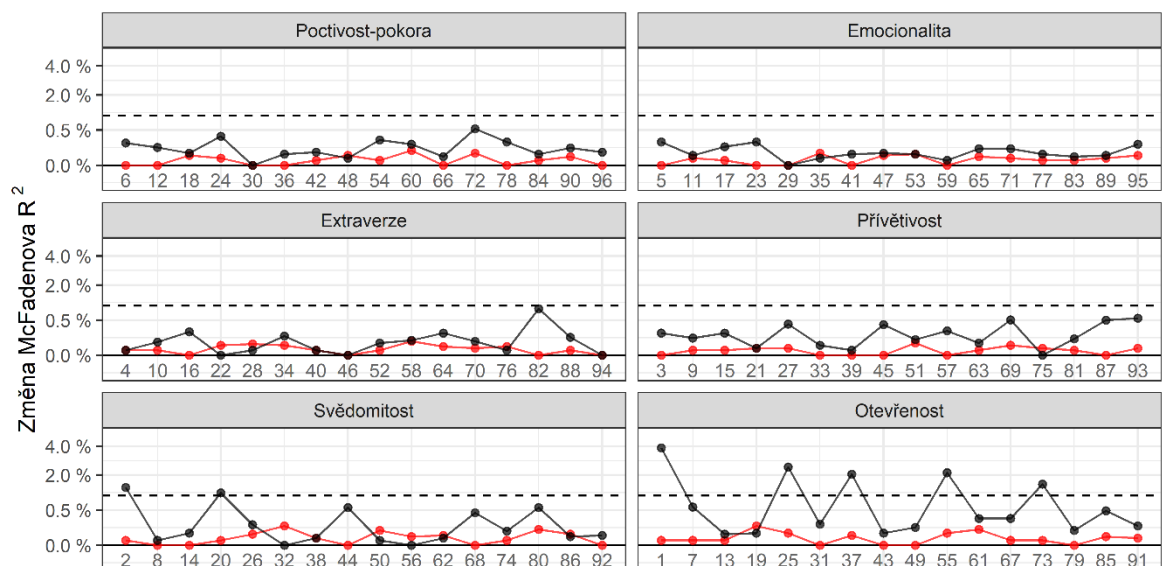 Změna McFadenova R²
Poctivost-pokora Emocionalita
4.0 %
2.0 %
0.5 %
0.0 %
6 12 18 24 30 36 42 48 54 60 66 72 78 84 90 96 5 11 17 23 29 35 41 47 53 59 65 71 77 83 89 95
Extraverze Přívětivost
4.0 %
2.0 %
0.5 %
0.0 %
4 10 16 22 28 34 40 46 52 58 64 70 76 82 88 94 3 9 15 21 27 33 39 45 51 57 63 69 75 81 87 93
Svědomitost Otevřenost
4.0 %
2.0 %
0.5 %
0.0 %
2 8 14 20 26 32 38 44 50 56 62 68 74 80 86 92 1 7 13 19 25 31 37 43 49 55 61 67 73 79 85 91